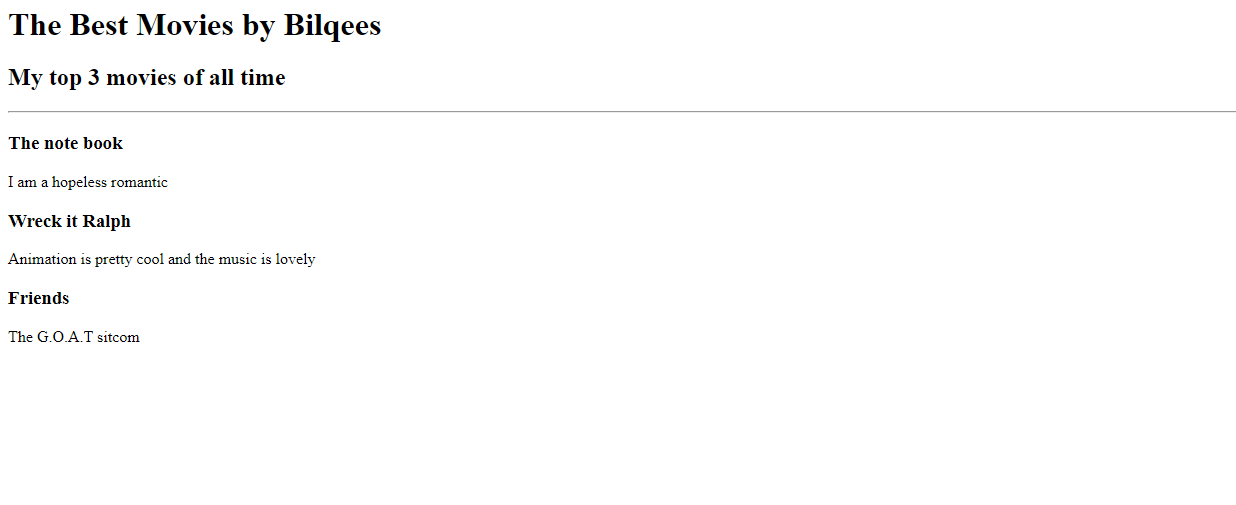 The Best Movies by Bilqees
My top 3 movies of all time
The note book
I am a hopeless romantic
Wreck it Ralph
Animation is pretty cool and the music is lovely
Friends
The G.O.A.T sitcom